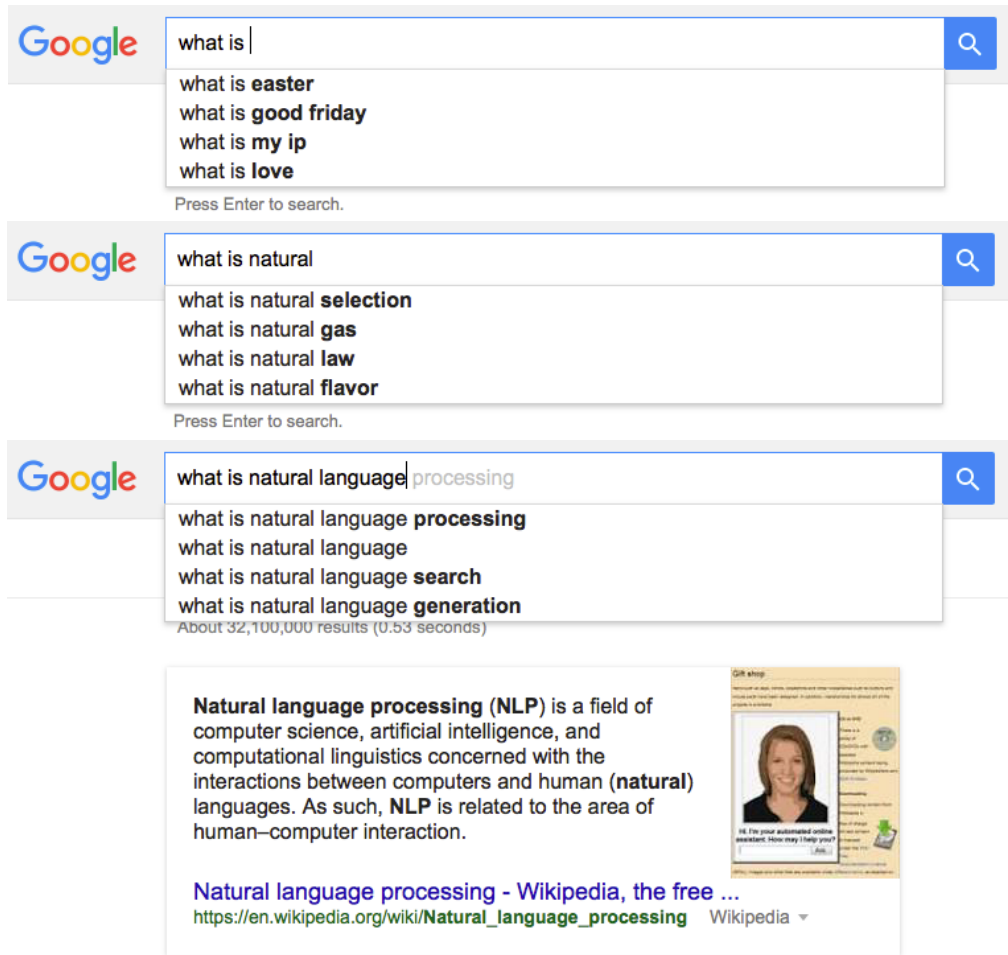 Google what is
what is easter
what is good friday
what is my ip
what is love
Press Enter to search.
Google what is natural
what is natural selection
what is natural gas
what is natural law
what is natural flavor
Press Enter to search.
Google what is natural language processing
what is natural language processing
what is natural language
what is natural language search
what is natural language generation
About 32,100,000 results (0.53 seconds)
Natural language processing (NLP) is a field of
computer science, artificial intelligence, and
computational linguistics concerned with the
interactions between computers and human (natural)
languages. As such, NLP is related to the area of
human–computer interaction.
Natural language processing - Wikipedia, the free ...
https://en.wikipedia.org/wiki/Natural_language_processing Wikipedia
Gift shop
Hi. I'm your automated online
assistant. How may I help you?
Ask